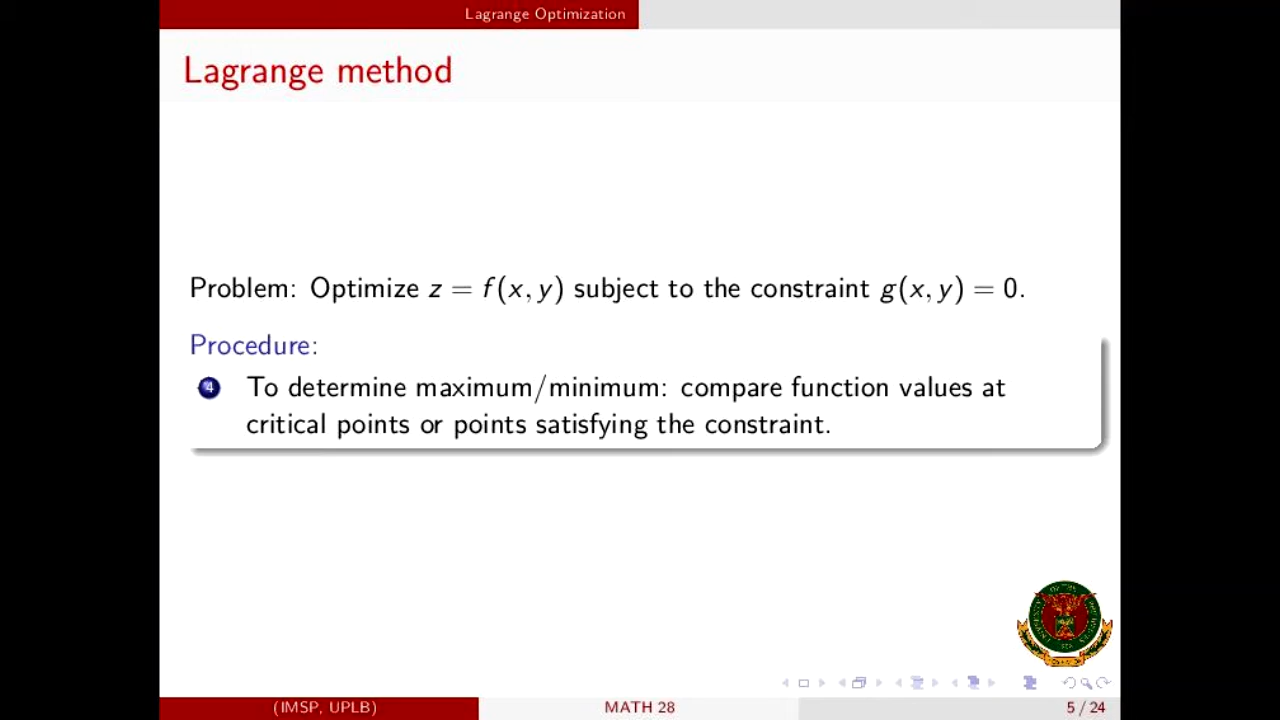 Lagrange Optimization
Lagrange method
Problem: Optimize z = f(x, y) subject to the constraint g(x, y) = 0.
Procedure:
4 To determine maximum/minimum: compare function values at
critical points or points satisfying the constraint.
(IMSP, UPLB) MATH 28 5 / 24